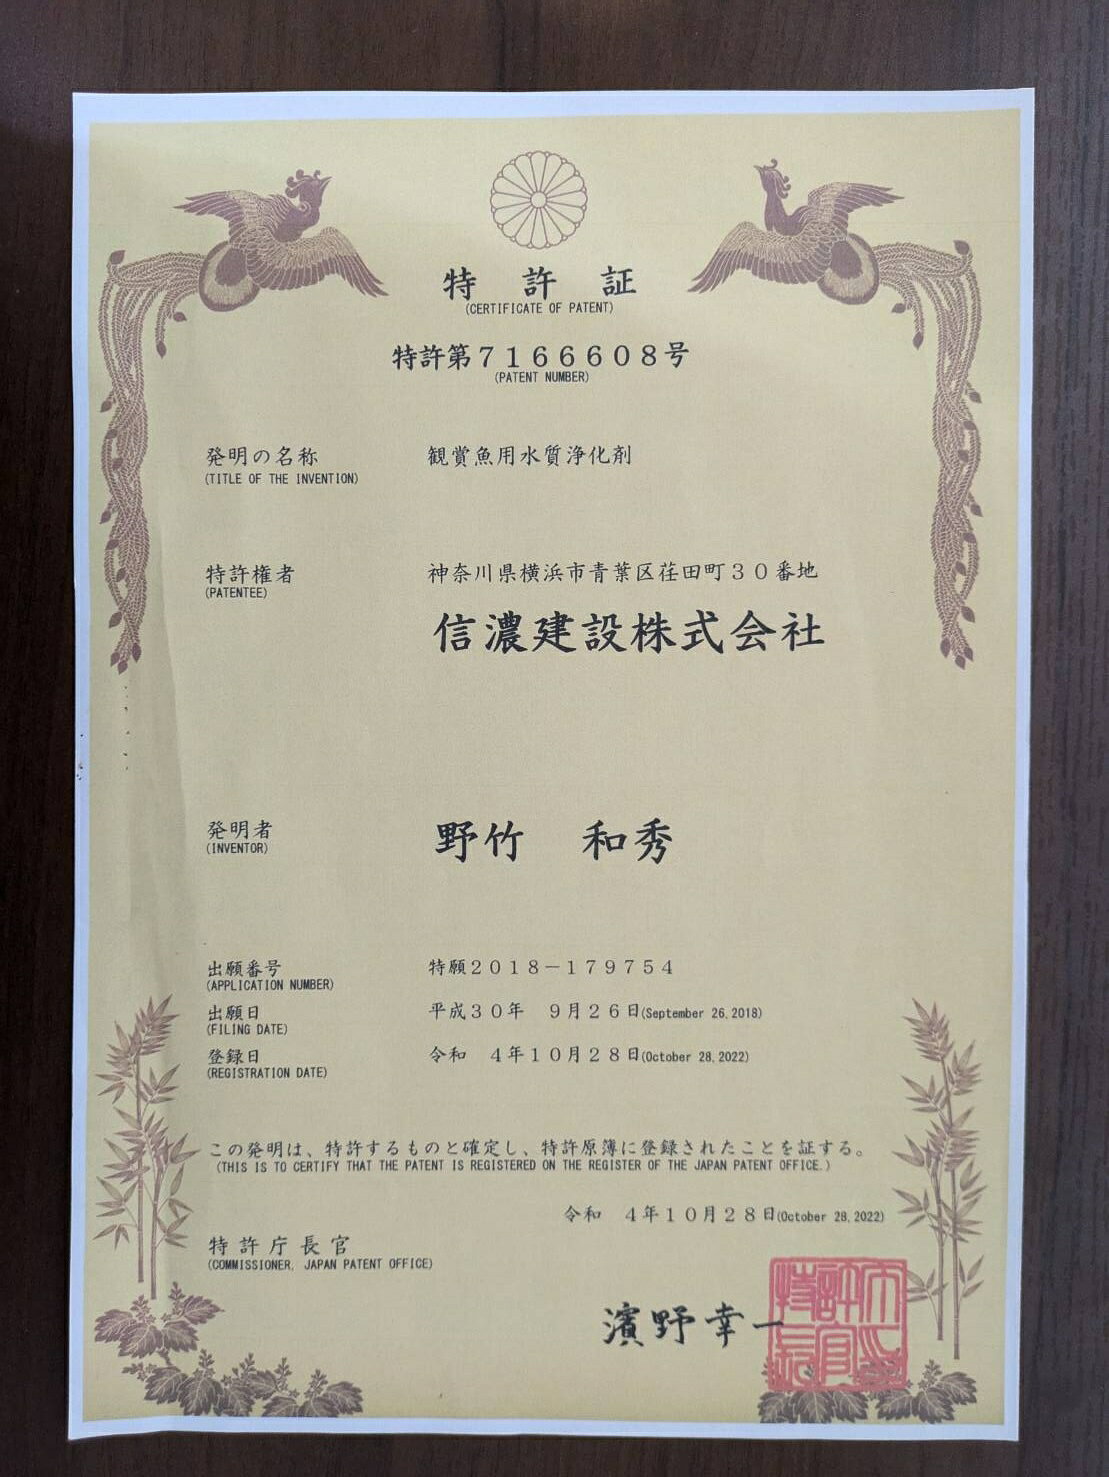 特許証
(CERTIFICATE OF PATENT)
特許第7166608号
(PATENT NUMBER)
発明の名称 観賞魚用水質浄化剤
(TITLE OF THE INVENTION)
特許権者 神奈川県横浜市青葉区荏田町30番地
(PATENTEE)
信濃建設株式会社
発明者 野竹 和秀
(INVENTOR)
出願番号 特願2018-179754
(APPLICATION NUMBER)
出願日 平成30年 9月26日(September 26,2018)
(FILING DATE)
登録日 令和 4年10月28日(October 28,2022)
(REGISTRATION DATE)
この発明は、特許するものと確定し、特許原簿に登録されたことを証する。
(THIS IS TO CERTIFY THAT THE PATENT IS REGISTERED ON THE REGISTER OF THE JAPAN PATENT OFFICE.)
令和 4年10月28日(October 28,2022)
特許庁長官
(COMMISSIONER, JAPAN PATENT OFFICE)
濱野幸一